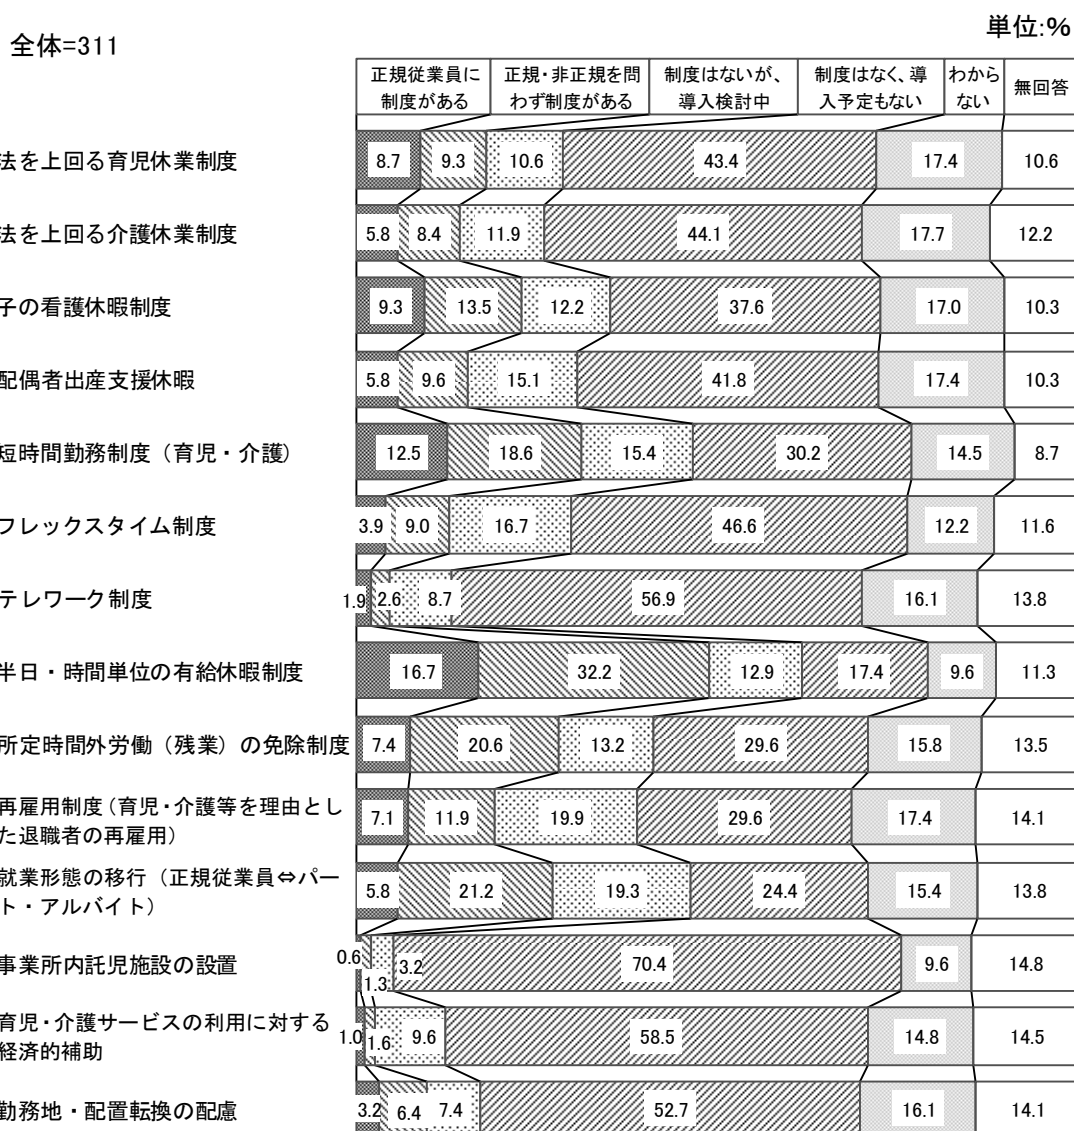 単位:%
全体=311
正規従業員に
制度がある
正規・非正規を問
わず制度がある
制度はないが、
導入検討中
制度はなく、導
入予定もない
わから
ない
無回答
法を上回る育児休業制度
8.7 9.3 10.6 43.4 17.4 10.6
法を上回る介護休業制度
5.8 8.4 11.9 44.1 17.7 12.2
子の看護休暇制度
9.3 13.5 12.2 37.6 17.0 10.3
配偶者出産支援休暇
5.8 9.6 15.1 41.8 17.4 10.3
短時間勤務制度（育児・介護）
12.5 18.6 15.4 30.2 14.5 8.7
フレックスタイム制度
3.9 9.0 16.7 46.6 12.2 11.6
テレワーク制度
1.9 2.6 8.7 56.9 16.1 13.8
半日・時間単位の有給休暇制度
16.7 32.2 12.9 17.4 9.6 11.3
所定時間外労働（残業）の免除制度
7.4 20.6 13.2 29.6 15.8 13.5
再雇用制度（育児・介護等を理由とし
た退職者の再雇用）
7.1 11.9 19.9 29.6 17.4 14.1
就業形態の移行（正規従業員⇔パー
ト・アルバイト）
5.8 21.2 19.3 24.4 15.4 13.8
事業所内託児施設の設置
0.6 1.3 3.2 70.4 9.6 14.8
育児・介護サービスの利用に対する
経済的補助
1.0 1.6 9.6 58.5 14.8 14.5
勤務地・配置転換の配慮
3.2 6.4 7.4 52.7 16.1 14.1